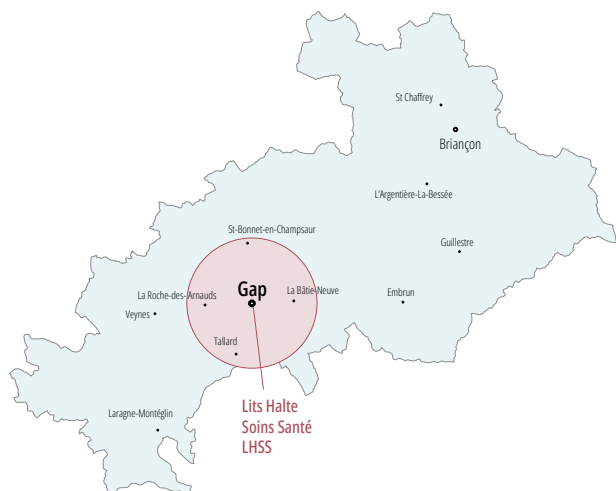 St Chaffrey
Briançon
L'Argentière-La-Bessée
St-Bonnet-en-Champsaur
Guillestre
Gap
La Roche-des-Arnauds
La Bâtie-Neuve
Embrun
Veynes
Tallard
Laragne-Montéglin
Lits Halte
Soins Santé
LHSS